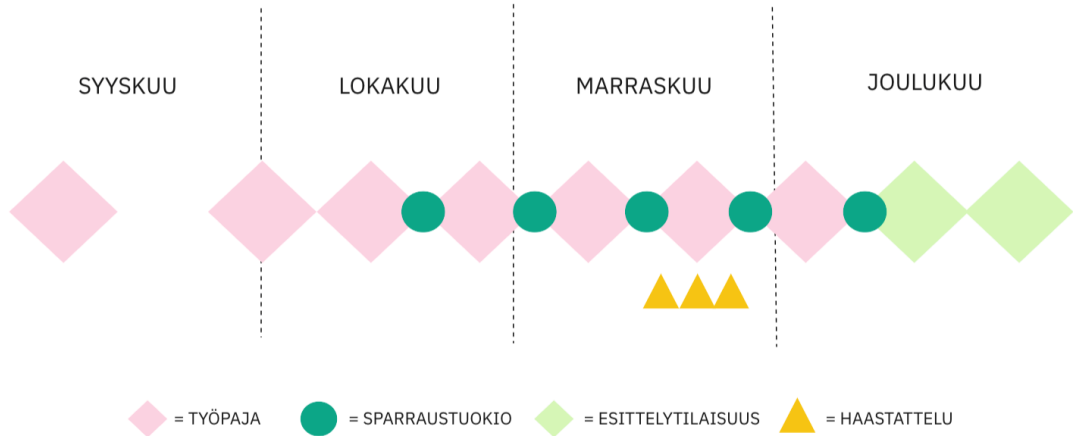 SYYSKUU
LOKAKUU
MARRASKUU
JOULUKUU
= TYÖPAJA
= SPARRAUSTUOKIO
= ESITTELYTILAISUUS
= HAASTATTELU